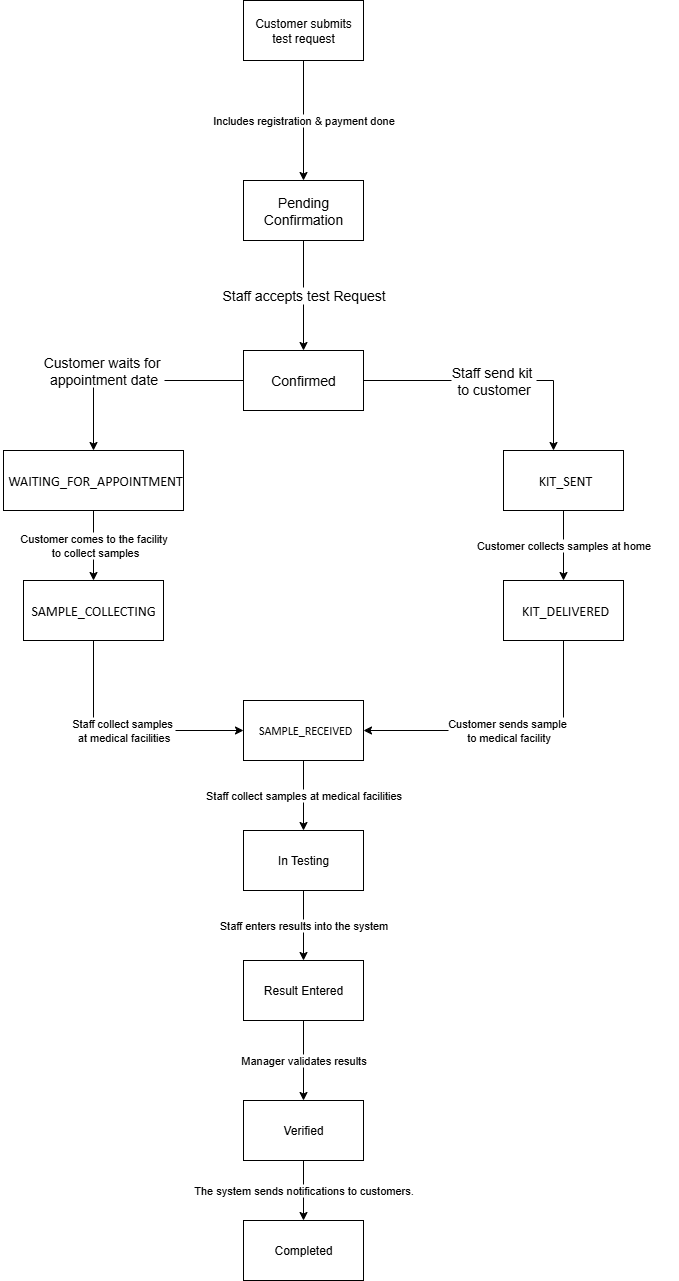 Customer submits
test request
Includes registration & payment done
Pending
Confirmation
Staff accepts test Request
Customer waits for
appointment date
Confirmed
Staff send kit
to customer
WAITING_FOR_APPOINTMENT
KIT_SENT
Customer comes to the facility
to collect samples
Customer collects samples at home
SAMPLE_COLLECTING
KIT_DELIVERED
Staff collect samples
at medical facilities
SAMPLE_RECEIVED
Customer sends sample
to medical facility
Staff collect samples at medical facilities
In Testing
Staff enters results into the system
Result Entered
Manager validates results
Verified
The system sends notifications to customers.
Completed